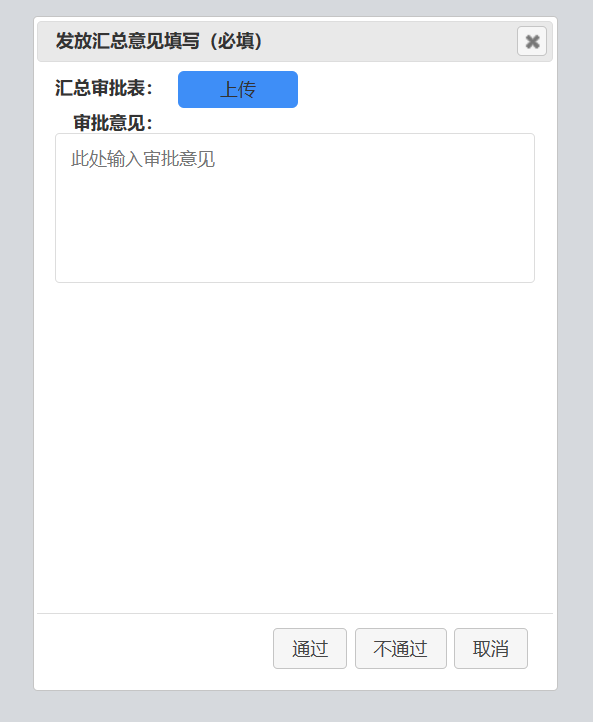 发放汇总意见填写（必填）
汇总审批表： 上传
审批意见：
此处输入审批意见
通过 不通过 取消